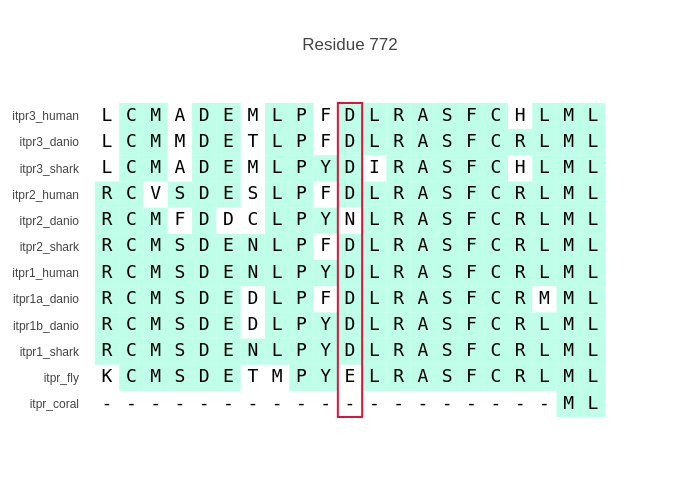 Residue 772
itpr3_human L C M A D E M L P F D L R A S F C H L M L
itpr3_danio L C M M D E T L P F D L R A S F C R L M L
itpr3_shark L C M A D E M L P Y D I R A S F C H L M L
itpr2_human R C V S D E S L P F D L R A S F C R L M L
itpr2_danio R C M F D D C L P Y N L R A S F C R L M L
itpr2_shark R C M S D E N L P F D L R A S F C R L M L
itpr1_human R C M S D E N L P Y D L R A S F C R L M L
itpr1a_danio R C M S D E D L P F D L R A S F C R M M L
itpr1b_danio R C M S D E D L P Y D L R A S F C R L M L
itpr1_shark R C M S D E N L P Y D L R A S F C R L M L
itpr_fly K C M S D E T M P Y E L R A S F C R L M L
itpr_coral - - - - - - - - - - - - - - - - - - - M L